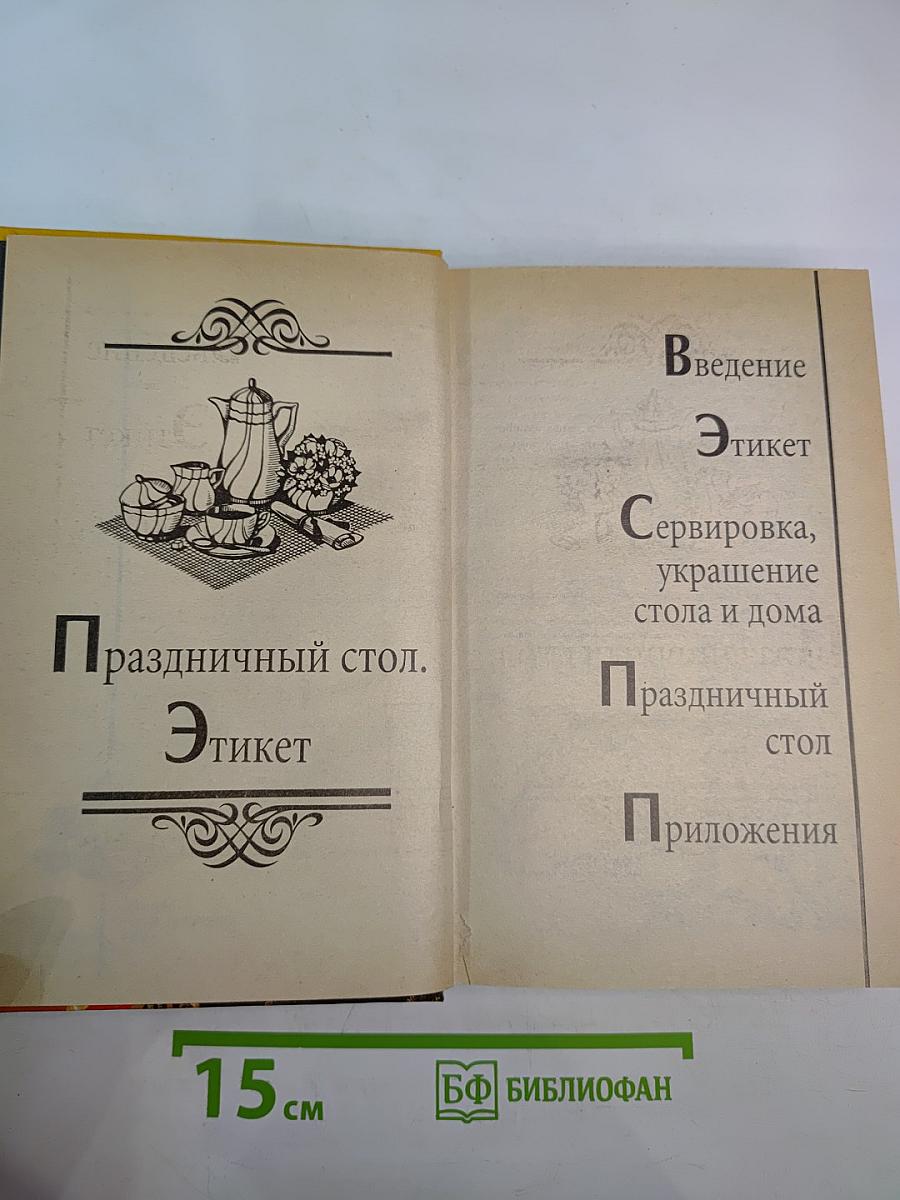 Праздничный стол.
Этикет
Введение
Этикет
Сервировка,
украшение
стола и дома
Праздничный
стол
Приложения
15 см
БФ БИБЛИОФАН